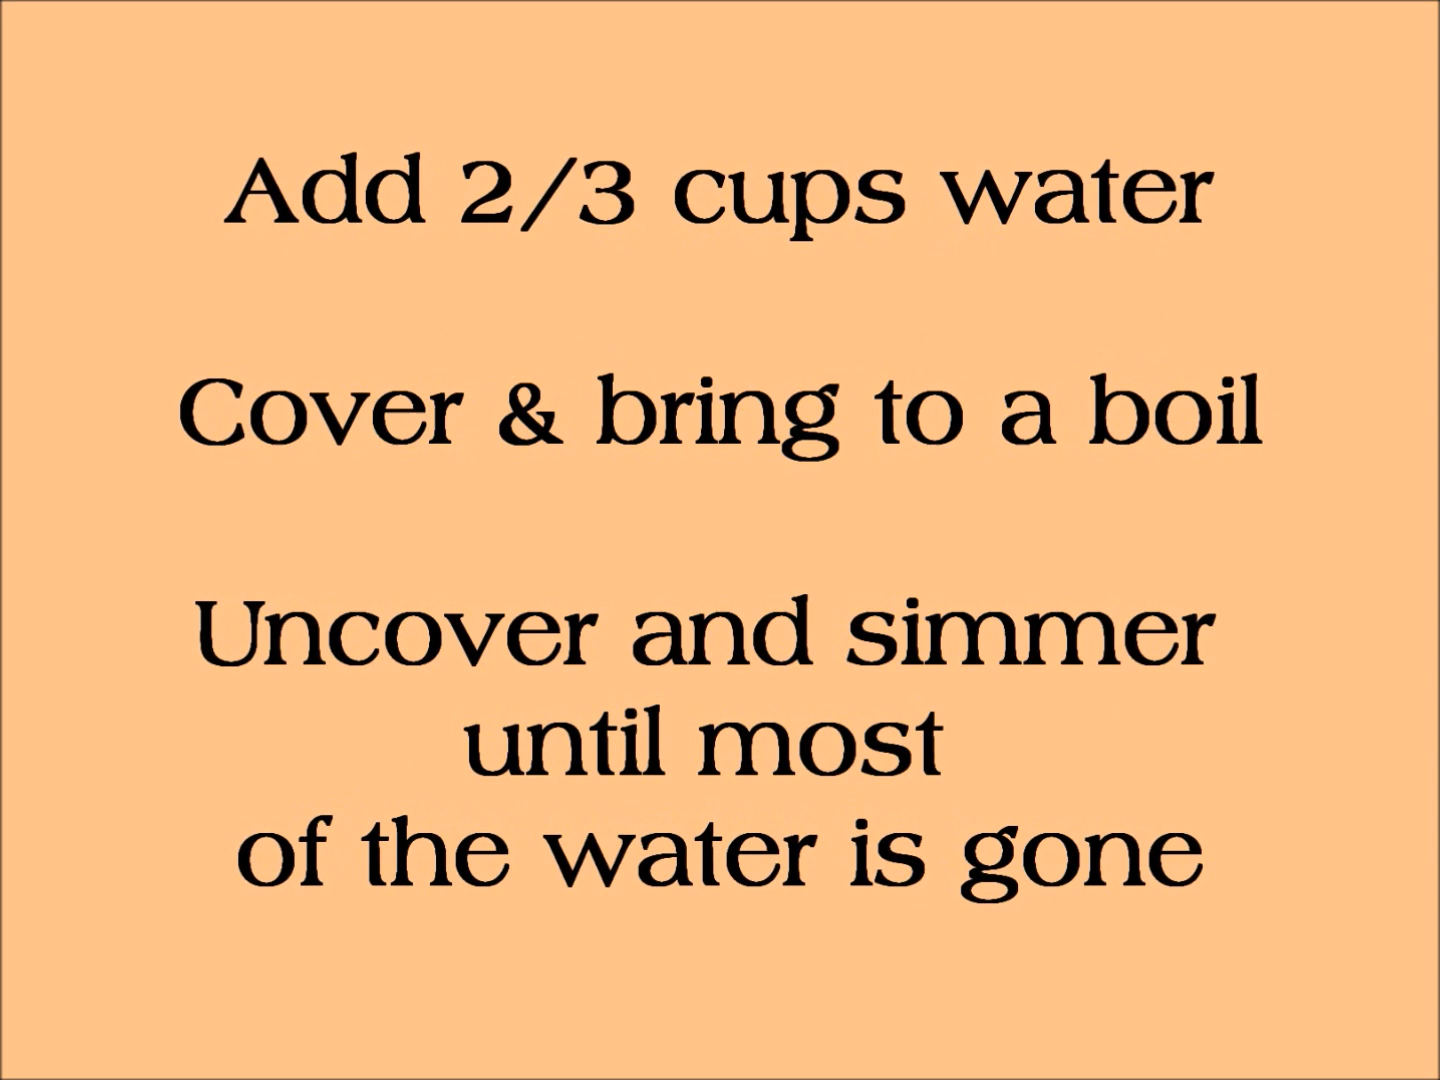 Add 2/3 cups water
Cover & bring to a boil
Uncover and simmer
until most
of the water is gone